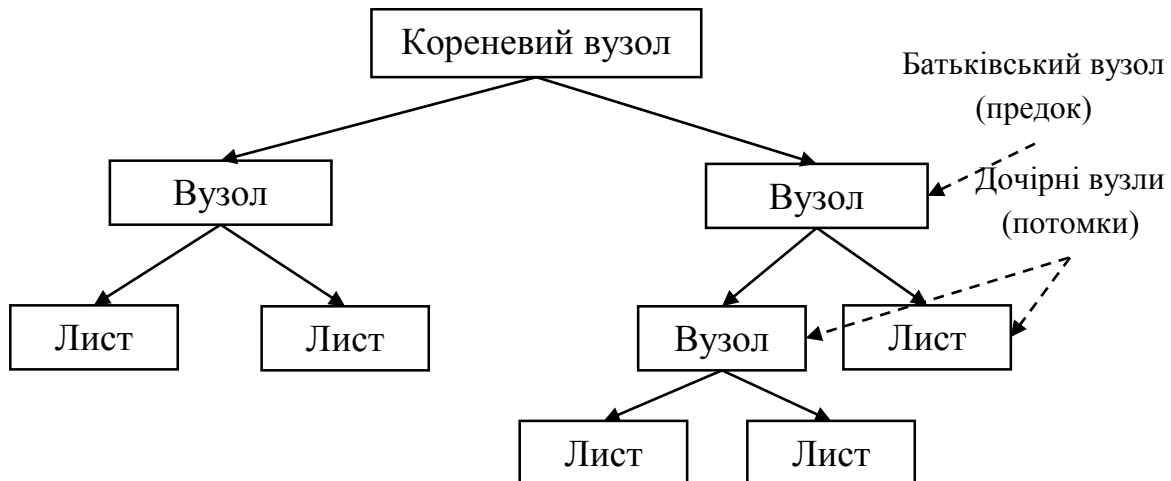 Кореневий вузол
Батьківський вузол
(предок)
Вузол
Вузол
Дочірні вузли
(потомки)
Лист
Лист
Вузол
Лист
Лист
Лист